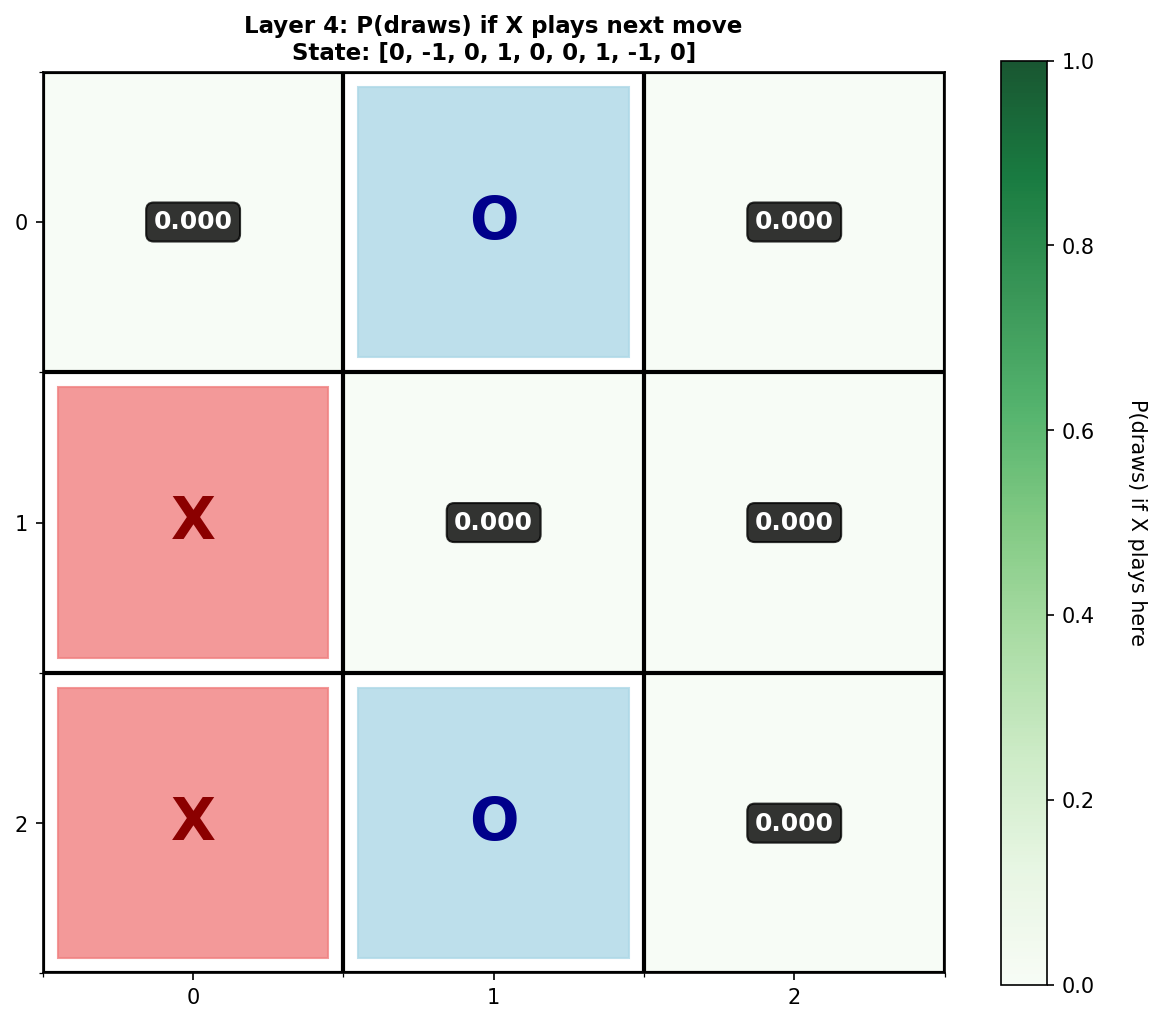 Layer 4: P(draws) if X plays next move
State: [0, -1, 0, 1, 0, 0, 1, -1, 0]
0.000
O
0.000
X
0.000
0.000
X
O
0.000
0
1
2
0
1
2
1.0
0.8
0.6
0.4
0.2
0.0
P(draws) if X plays here